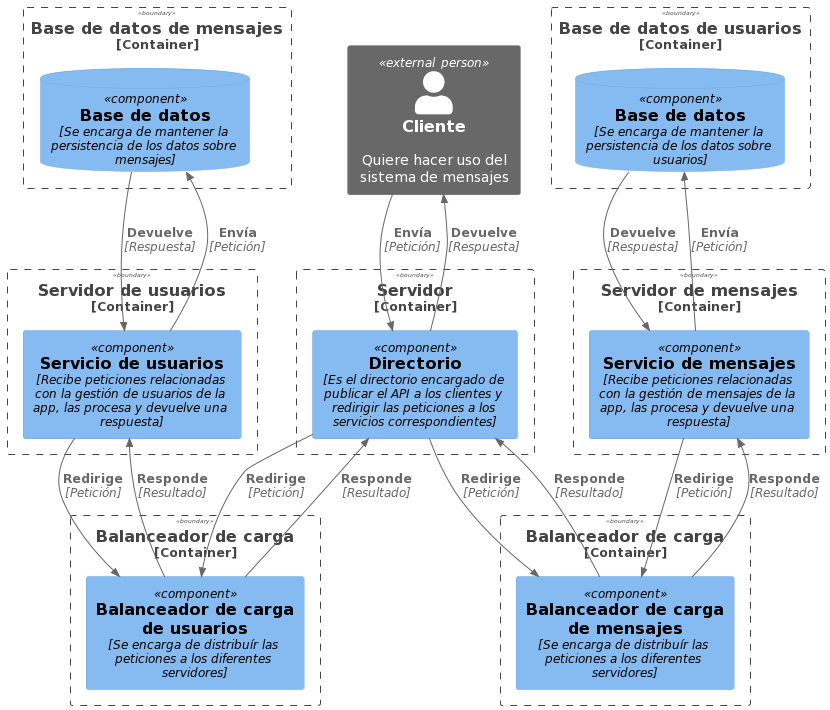 «boundary»
Base de datos de mensajes
[Container]
«component»
Base de datos
[Se encarga de mantener la
persistencia de los datos sobre
mensajes]
«external person»
Cliente
Quiere hacer uso del
sistema de mensajes
«boundary»
Base de datos de usuarios
[Container]
«component»
Base de datos
[Se encarga de mantener la
persistencia de los datos sobre
usuarios]
Devuelve
[Respuesta]
Envía
[Petición]
Envía
[Petición]
Devuelve
[Respuesta]
Devuelve
[Respuesta]
Envía
[Petición]
«boundary»
Servidor de usuarios
[Container]
«component»
Servicio de usuarios
[Recibe peticiones relacionadas
con la gestión de usuarios de la
app, las procesa y devuelve una
respuesta]
«boundary»
Servidor
[Container]
«component»
Directorio
[Es el directorio encargado de
publicar el API a los clientes y
redirigir las peticiones a los
servicios correspondientes]
«boundary»
Servidor de mensajes
[Container]
«component»
Servicio de mensajes
[Recibe peticiones relacionadas
con la gestión de mensajes de la
app, las procesa y devuelve una
respuesta]
Redirige
[Petición]
Responde
[Resultado]
Redirige
[Petición]
Responde
[Resultado]
Redirige
[Petición]
Responde
[Resultado]
Redirige
[Petición]
Responde
[Resultado]
«boundary»
Balanceador de carga
[Container]
«component»
Balanceador de carga
de usuarios
[Se encarga de distribuír las
peticiones a los diferentes
servidores]
«boundary»
Balanceador de carga
[Container]
«component»
Balanceador de carga
de mensajes
[Se encarga de distribuír las
peticiones a los diferentes
servidores]